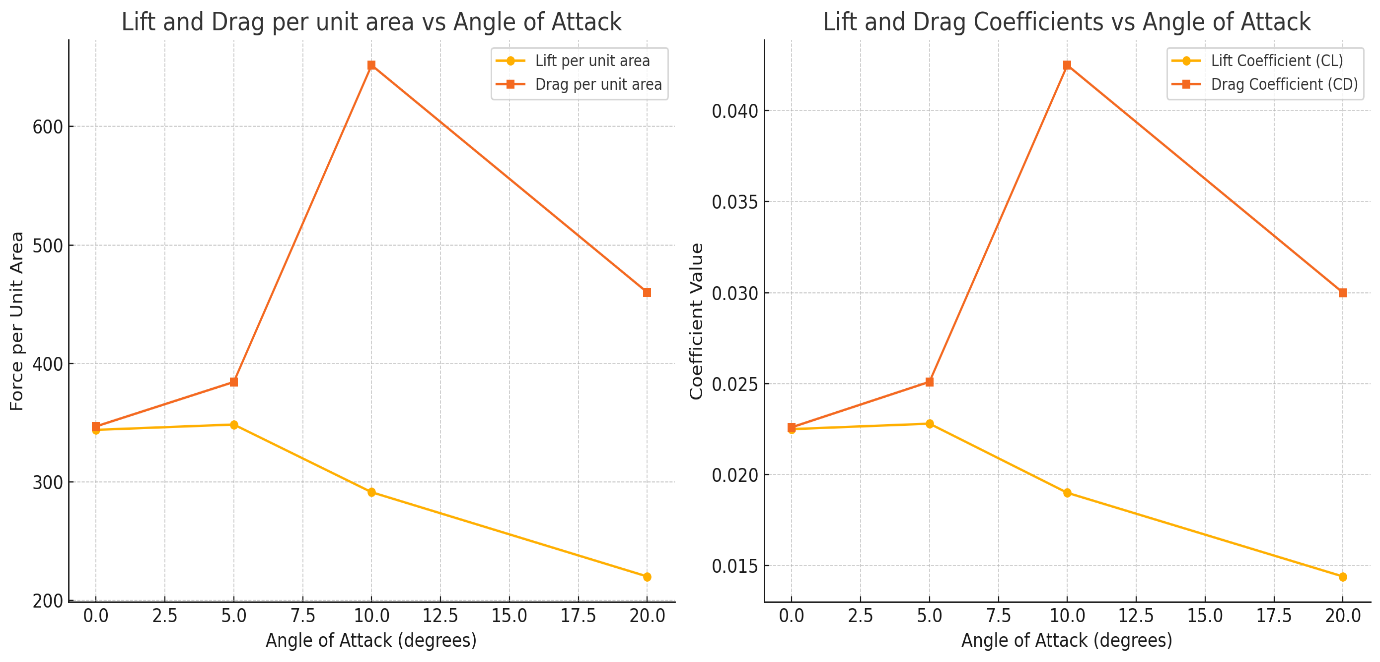 Lift and Drag per unit area vs Angle of Attack
Lift per unit area
Drag per unit area
Force per Unit Area
600
500
400
300
200
0.0 2.5 5.0 7.5 10.0 12.5 15.0 17.5 20.0
Angle of Attack (degrees)
Lift and Drag Coefficients vs Angle of Attack
Lift Coefficient (CL)
Drag Coefficient (CD)
Coefficient Value
0.040
0.035
0.030
0.025
0.020
0.015
0.0 2.5 5.0 7.5 10.0 12.5 15.0 17.5 20.0
Angle of Attack (degrees)